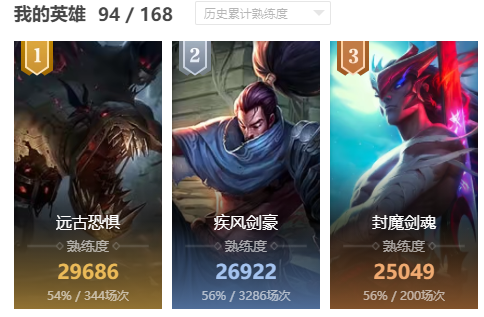 我的英雄 94 / 168 历史累计熟练度
1 2 3
远古恐惧 疾风剑豪 封魔剑魂
熟练度 熟练度 熟练度
29686 26922 25049
54% / 344场次 56% / 3286场次 56% / 200场次